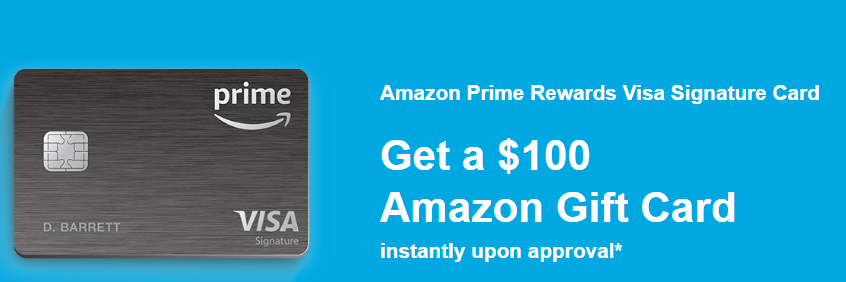 prime
D. BARRETT
VISA
Signature
Amazon Prime Rewards Visa Signature Card
Get a $100
Amazon Gift Card
instantly upon approval*